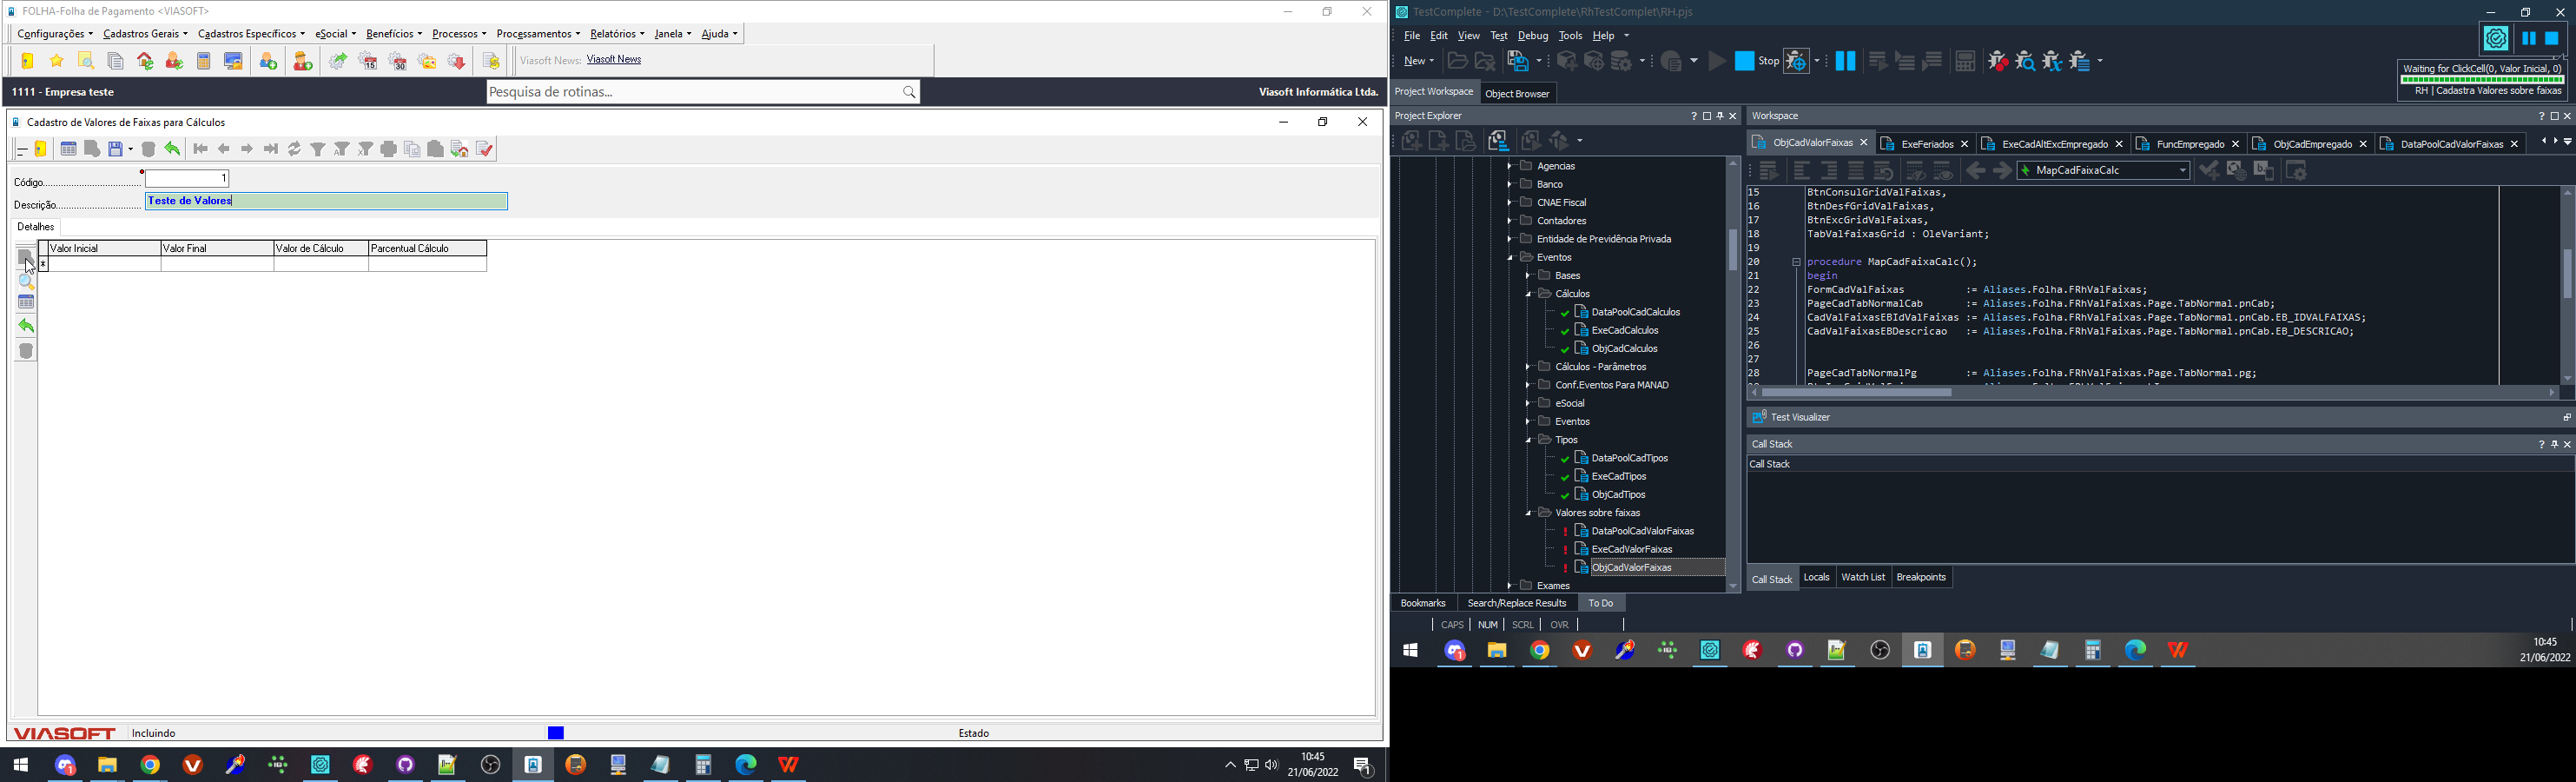 FOLHA-Folha de Pagamento <VIASOFT>
Configurações Cadastros Gerais Cadastros Específicos eSocial Benefícios Processos Processamentos Relatórios Janela Ajuda
Viasoft News: Viasoft News
1111 - Empresa teste
Pesquisa de rotinas...
Viasoft Informática Ltda.
Cadastro de Valores de Faixas para Cálculos
Código
1
Descrição
Teste de Valores
Detalhes
Valor Inicial Valor Final Valor de Cálculo Parcentual Cálculo
VIASOFT Incluindo Estado
10:45
21/06/2022
TestComplete - D:\TestComplete\RhTestComplet\RH.pjs
File Edit View Test Debug Tools Help
New Stop
Waiting for ClickCell(0, Valor Inicial, 0)
RH | Cadastra Valores sobre faixas
Project Workspace Object Browser
Project Explorer
Agencias
Banco
CNAE Fiscal
Contadores
Entidade de Previdência Privada
Eventos
Bases
Cálculos
DataPoolCadCalculos
ExeCadCalculos
ObjCadCalculos
Cálculos - Parâmetros
Conf.Eventos Para MANAD
eSocial
Eventos
Tipos
DataPoolCadTipos
ExeCadTipos
ObjCadTipos
Valores sobre faixas
DataPoolCadValorFaixas
ExeCadValorFaixas
ObjCadValorFaixas
Exames
Workspace
ObjCadValorFaixas ExeFeriados ExeCadAltExcEmpregado FuncEmpregado ObjCadEmpregado DataPoolCadValorFaixas
MapCadFaixaCalc
15 BtnConsulGridValFaixas,
16 BtnDesfGridValFaixas,
17 BtnExcGridValFaixas,
18 TabValfaixasGrid : OleVariant;
19
20 procedure MapCadFaixaCalc();
21 begin
22 FormCadValFaixas := Aliases.Folha.FRhValFaixas;
23 PageCadTabNormalCab := Aliases.Folha.FRhValFaixas.Page.TabNormal.pnCab;
24 CadValFaixasEBIdValFaixas := Aliases.Folha.FRhValFaixas.Page.TabNormal.pnCab.EB_IDVALFAIXAS;
25 CadValFaixasEBDescricao := Aliases.Folha.FRhValFaixas.Page.TabNormal.pnCab.EB_DESCRICAO;
26
27
28 PageCadTabNormalPg := Aliases.Folha.FRhValFaixas.Page.TabNormal.pg;
Test Visualizer
Call Stack
Call Stack
Call Stack Locals Watch List Breakpoints
Bookmarks Search/Replace Results To Do
CAPS NUM SCRL OVR
10:45
21/06/2022